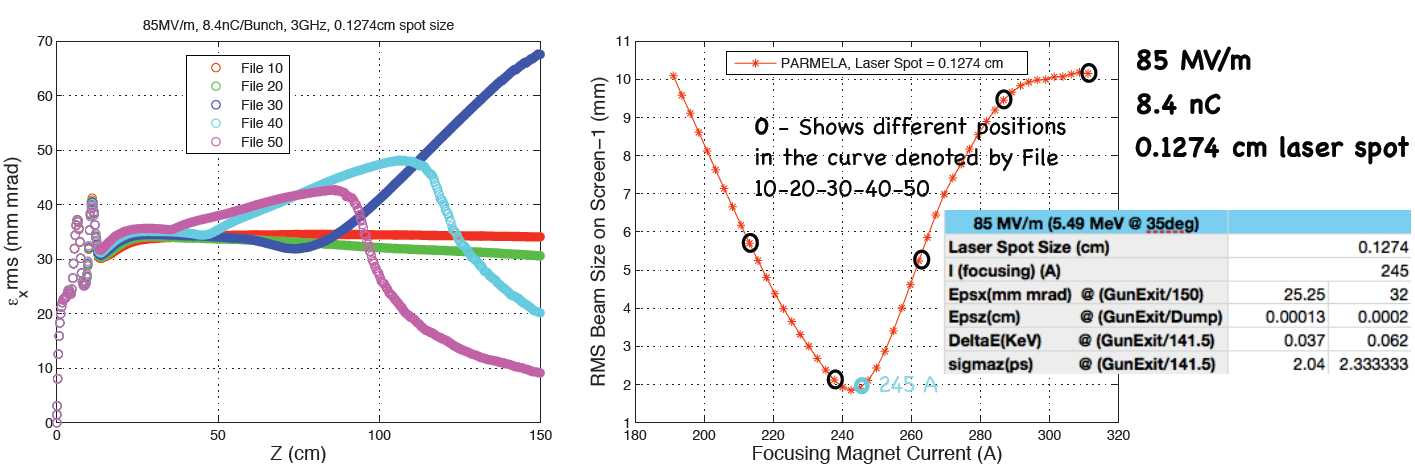 85MV/m, 8.4nC/Bunch, 3GHz, 0.1274cm spot size
70
60
50
40
30
20
10
0
εxrms (mm mrad)
File 10
File 20
File 30
File 40
File 50
0
50
100
150
Z (cm)
11
10
9
8
7
6
5
4
3
2
1
RMS Beam Size on Screen−1 (mm)
PARMELA, Laser Spot = 0.1274 cm
0 - Shows different positions
in the curve denoted by File
10-20-30-40-50
245 A
180
200
220
240
260
280
300
320
Focusing Magnet Current (A)
85 MV/m
8.4 nC
0.1274 cm laser spot
85 MV/m (5.49 MeV @ 35deg)
Laser Spot Size (cm) 0.1274
I (focusing) (A) 245
Epsx(mm mrad) @ (GunExit/150) 25.25 32
Epsz(cm) @ (GunExit/Dump) 0.00013 0.0002
DeltaE(KeV) @ (GunExit/141.5) 0.037 0.062
sigmaz(ps) @ (GunExit/141.5) 2.04 2.333333